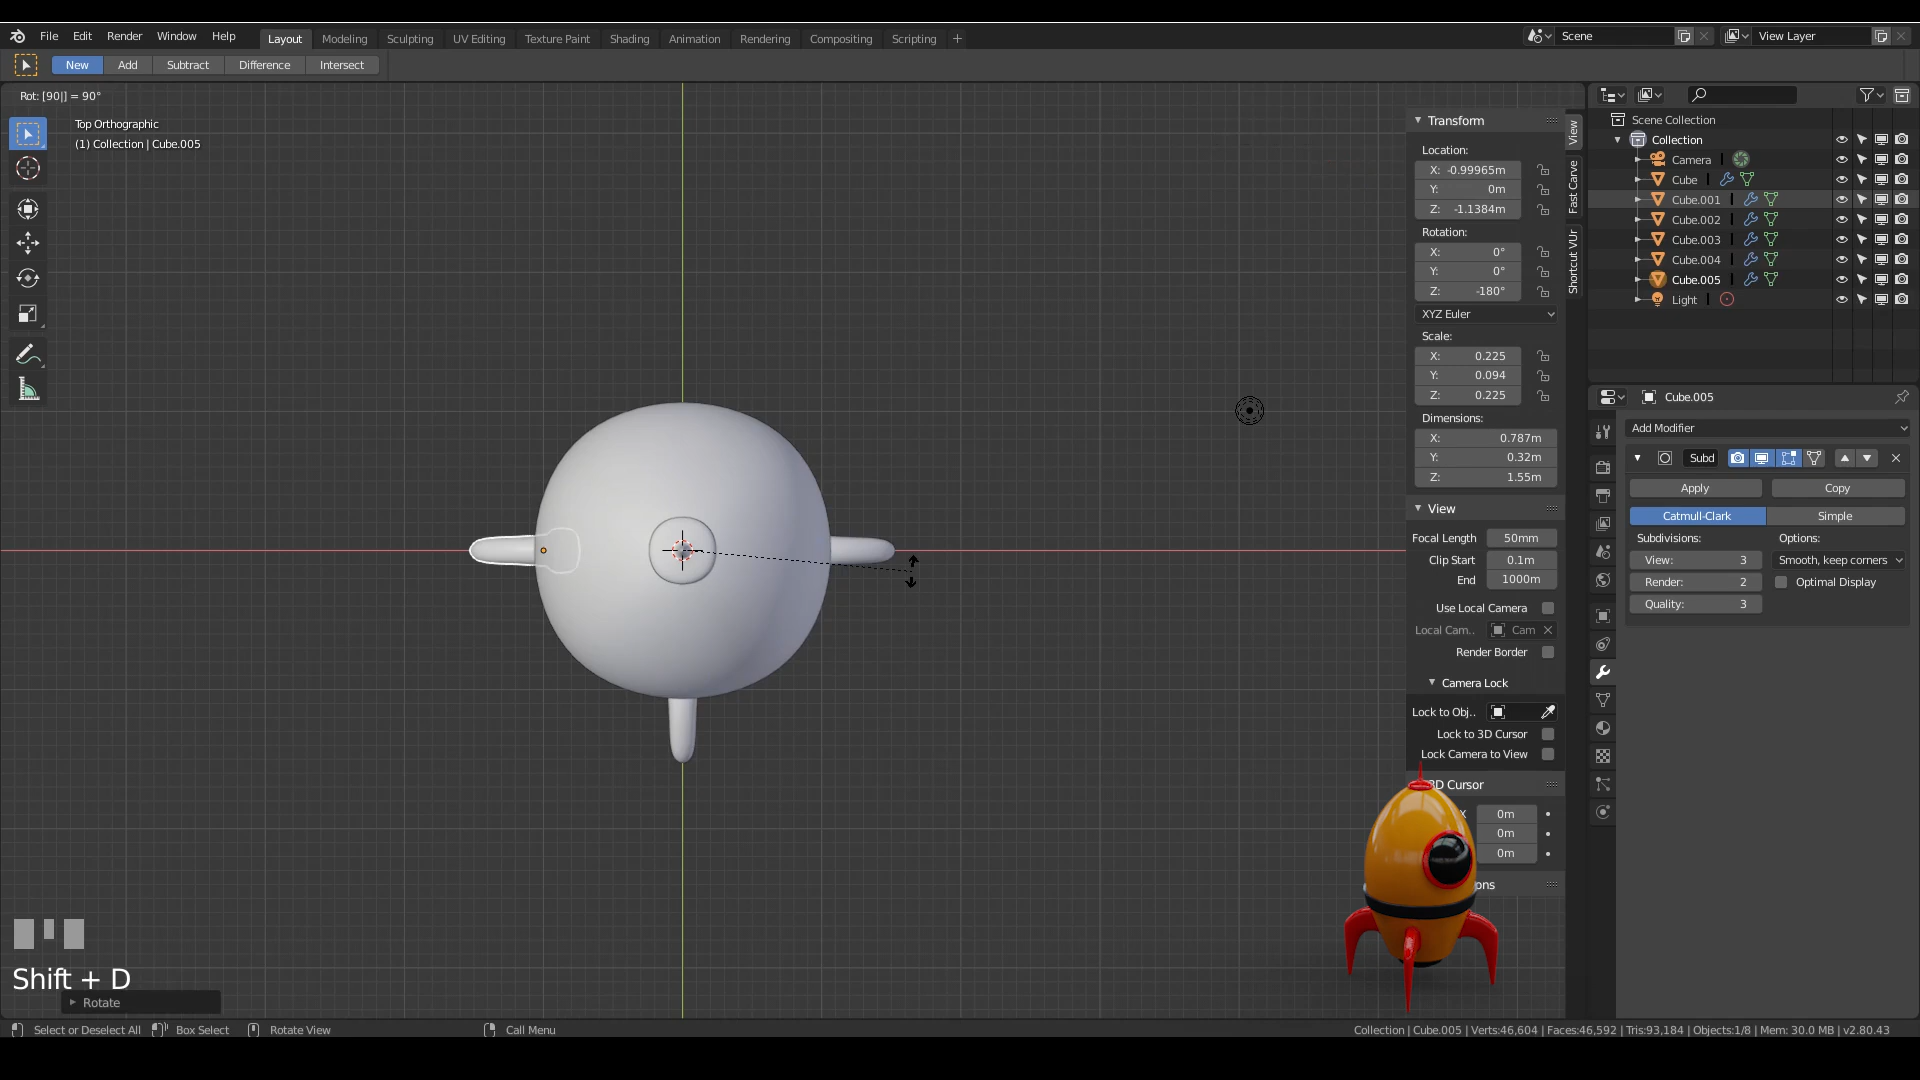 File Edit Render Window Help Layout Modeling Sculpting UV Editing Texture Paint Shading Animation Rendering Compositing Scripting + Scene View Layer
New Add Subtract Difference Intersect
Rot: [90|] = 90°
Top Orthographic
(1) Collection | Cube.005
Transform
Location:
X: -0.99965m
Y: 0m
Z: -1.1384m
Rotation:
X: 0°
Y: 0°
Z: -180°
XYZ Euler
Scale:
X: 0.225
Y: 0.094
Z: 0.225
Dimensions:
X: 0.787m
Y: 0.32m
Z: 1.55m
View
Focal Length 50mm
Clip Start 0.1m
End 1000m
Use Local Camera
Local Cam.. Cam
Render Border
Camera Lock
Lock to Obj..
Lock to 3D Cursor
Lock Camera to View
3D Cursor
X 0m
0m
0m
ons
View
Fast Carve
Shortcut VUr
Scene Collection
Collection
Camera
Cube
Cube.001
Cube.002
Cube.003
Cube.004
Cube.005
Light
Cube.005
Add Modifier
Subd
Apply Copy
Catmull-Clark Simple
Subdivisions: Options:
View: 3 Smooth, keep corners
Render: 2 Optimal Display
Quality: 3
Shift + D
Rotate
Select or Deselect All Box Select Rotate View Call Menu Collection | Cube.005 | Verts:46,604 | Faces:46,592 | Tris:93,184 | Objects:1/8 | Mem: 30.0 MB | v2.80.43